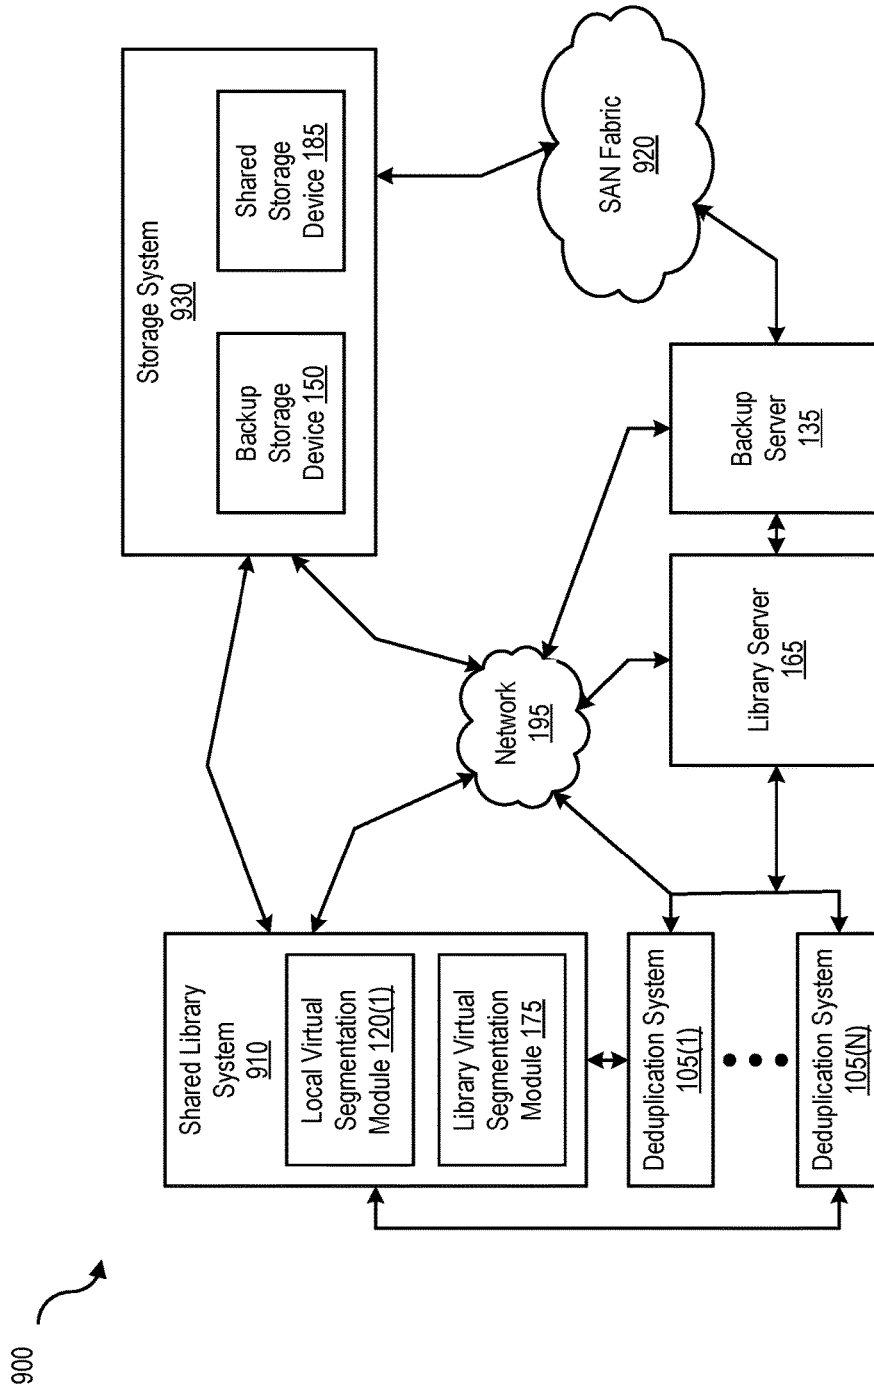 900
Shared Library
System
910
Local Virtual
Segmentation
Module 120(1)
Library Virtual
Segmentation
Module 175
Deduplication System
105(1)
Deduplication System
105(N)
Network
195
Library Server
165
Backup
Server
135
Storage System
930
Backup
Storage
Device 150
Shared
Storage
Device 185
SAN Fabric
920